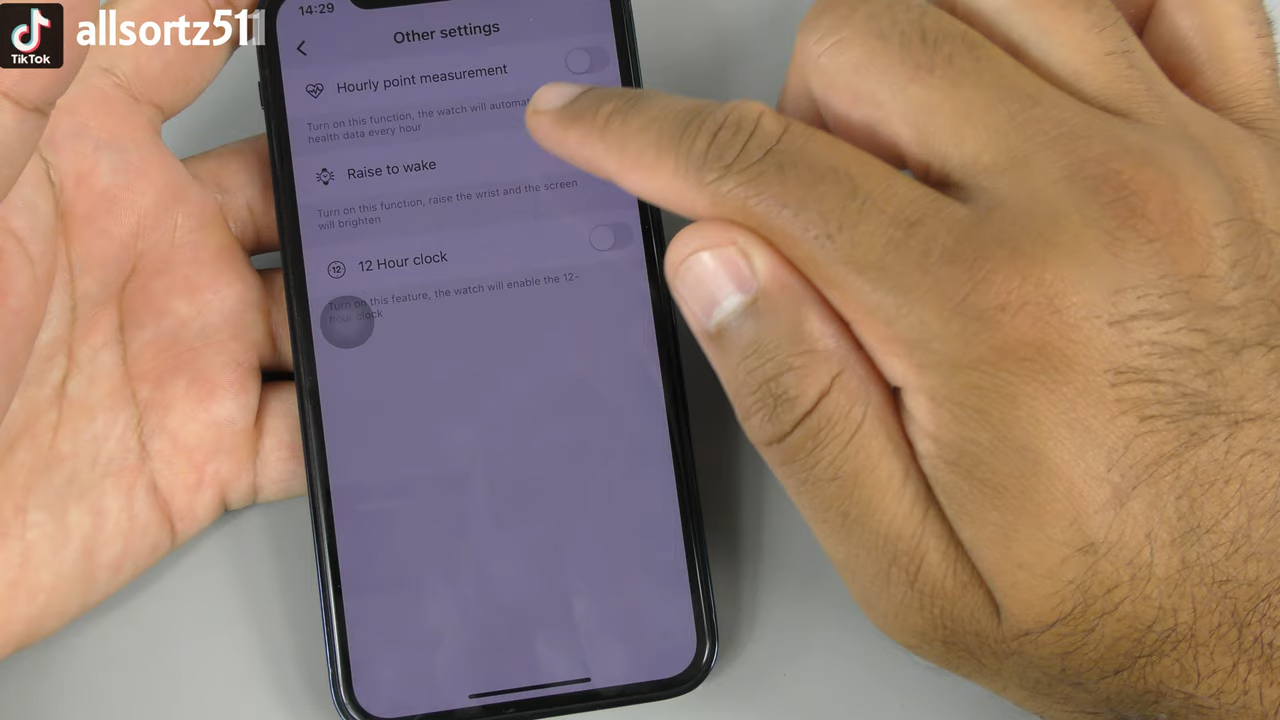 TikTok
allsortz511
14:29
Other settings
Hourly point measurement
Turn on this function, the watch will
health data every hour
Raise to wake
Turn on this function, raise the wrist and the screen
will brighten
12
12 Hour clock
Turn on this feature, the watch will enable the 12-
hour clock